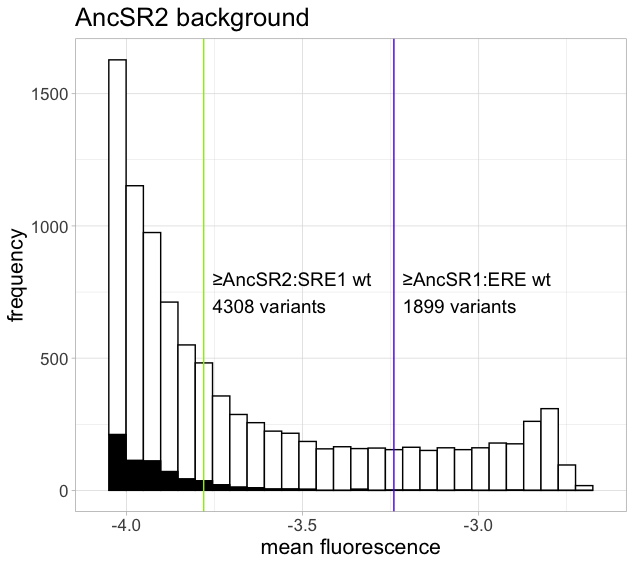 AncSR2 background
1500
1000
500
0
frequency
≥AncSR2:SRE1 wt
4308 variants
≥AncSR1:ERE wt
1899 variants
-4.0
-3.5
-3.0
mean fluorescence